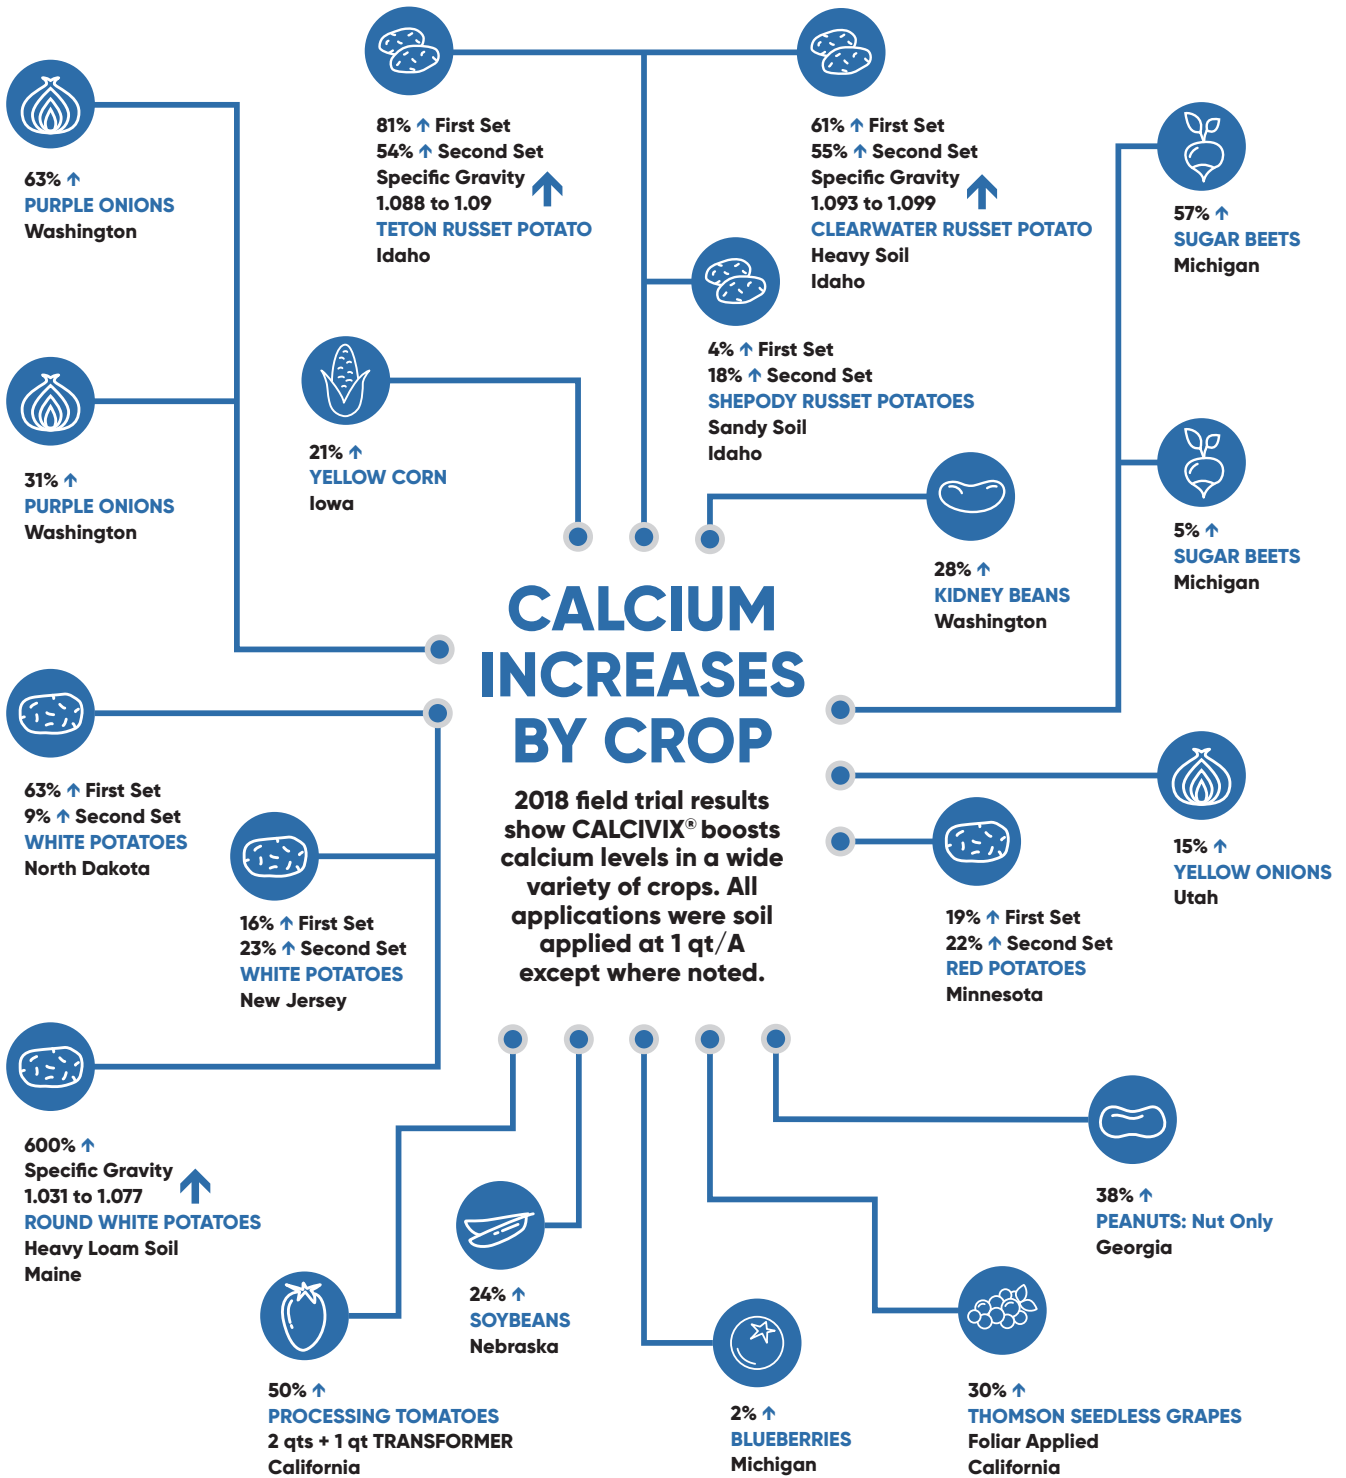 CALCIUM
INCREASES
BY CROP
2018 field trial results
show CALCIVIX® boosts
calcium levels in a wide
variety of crops. All
applications were soil
applied at 1 qt/A
except where noted.
63% ↑
PURPLE ONIONS
Washington
31% ↑
PURPLE ONIONS
Washington
81% ↑ First Set
54% ↑ Second Set
Specific Gravity ↑
1.088 to 1.09
TETON RUSSET POTATO
Idaho
61% ↑ First Set
55% ↑ Second Set
Specific Gravity ↑
1.093 to 1.099
CLEARWATER RUSSET POTATO
Heavy Soil
Idaho
4% ↑ First Set
18% ↑ Second Set
SHEPODY RUSSET POTATOES
Sandy Soil
Idaho
21% ↑
YELLOW CORN
Iowa
28% ↑
KIDNEY BEANS
Washington
57% ↑
SUGAR BEETS
Michigan
5% ↑
SUGAR BEETS
Michigan
15% ↑
YELLOW ONIONS
Utah
19% ↑ First Set
22% ↑ Second Set
RED POTATOES
Minnesota
63% ↑ First Set
9% ↑ Second Set
WHITE POTATOES
North Dakota
16% ↑ First Set
23% ↑ Second Set
WHITE POTATOES
New Jersey
600% ↑
Specific Gravity ↑
1.031 to 1.077
ROUND WHITE POTATOES
Heavy Loam Soil
Maine
50% ↑
PROCESSING TOMATOES
2 qts + 1 qt TRANSFORMER
California
24% ↑
SOYBEANS
Nebraska
2% ↑
BLUEBERRIES
Michigan
30% ↑
THOMSON SEEDLESS GRAPES
Foliar Applied
California
38% ↑
PEANUTS: Nut Only
Georgia